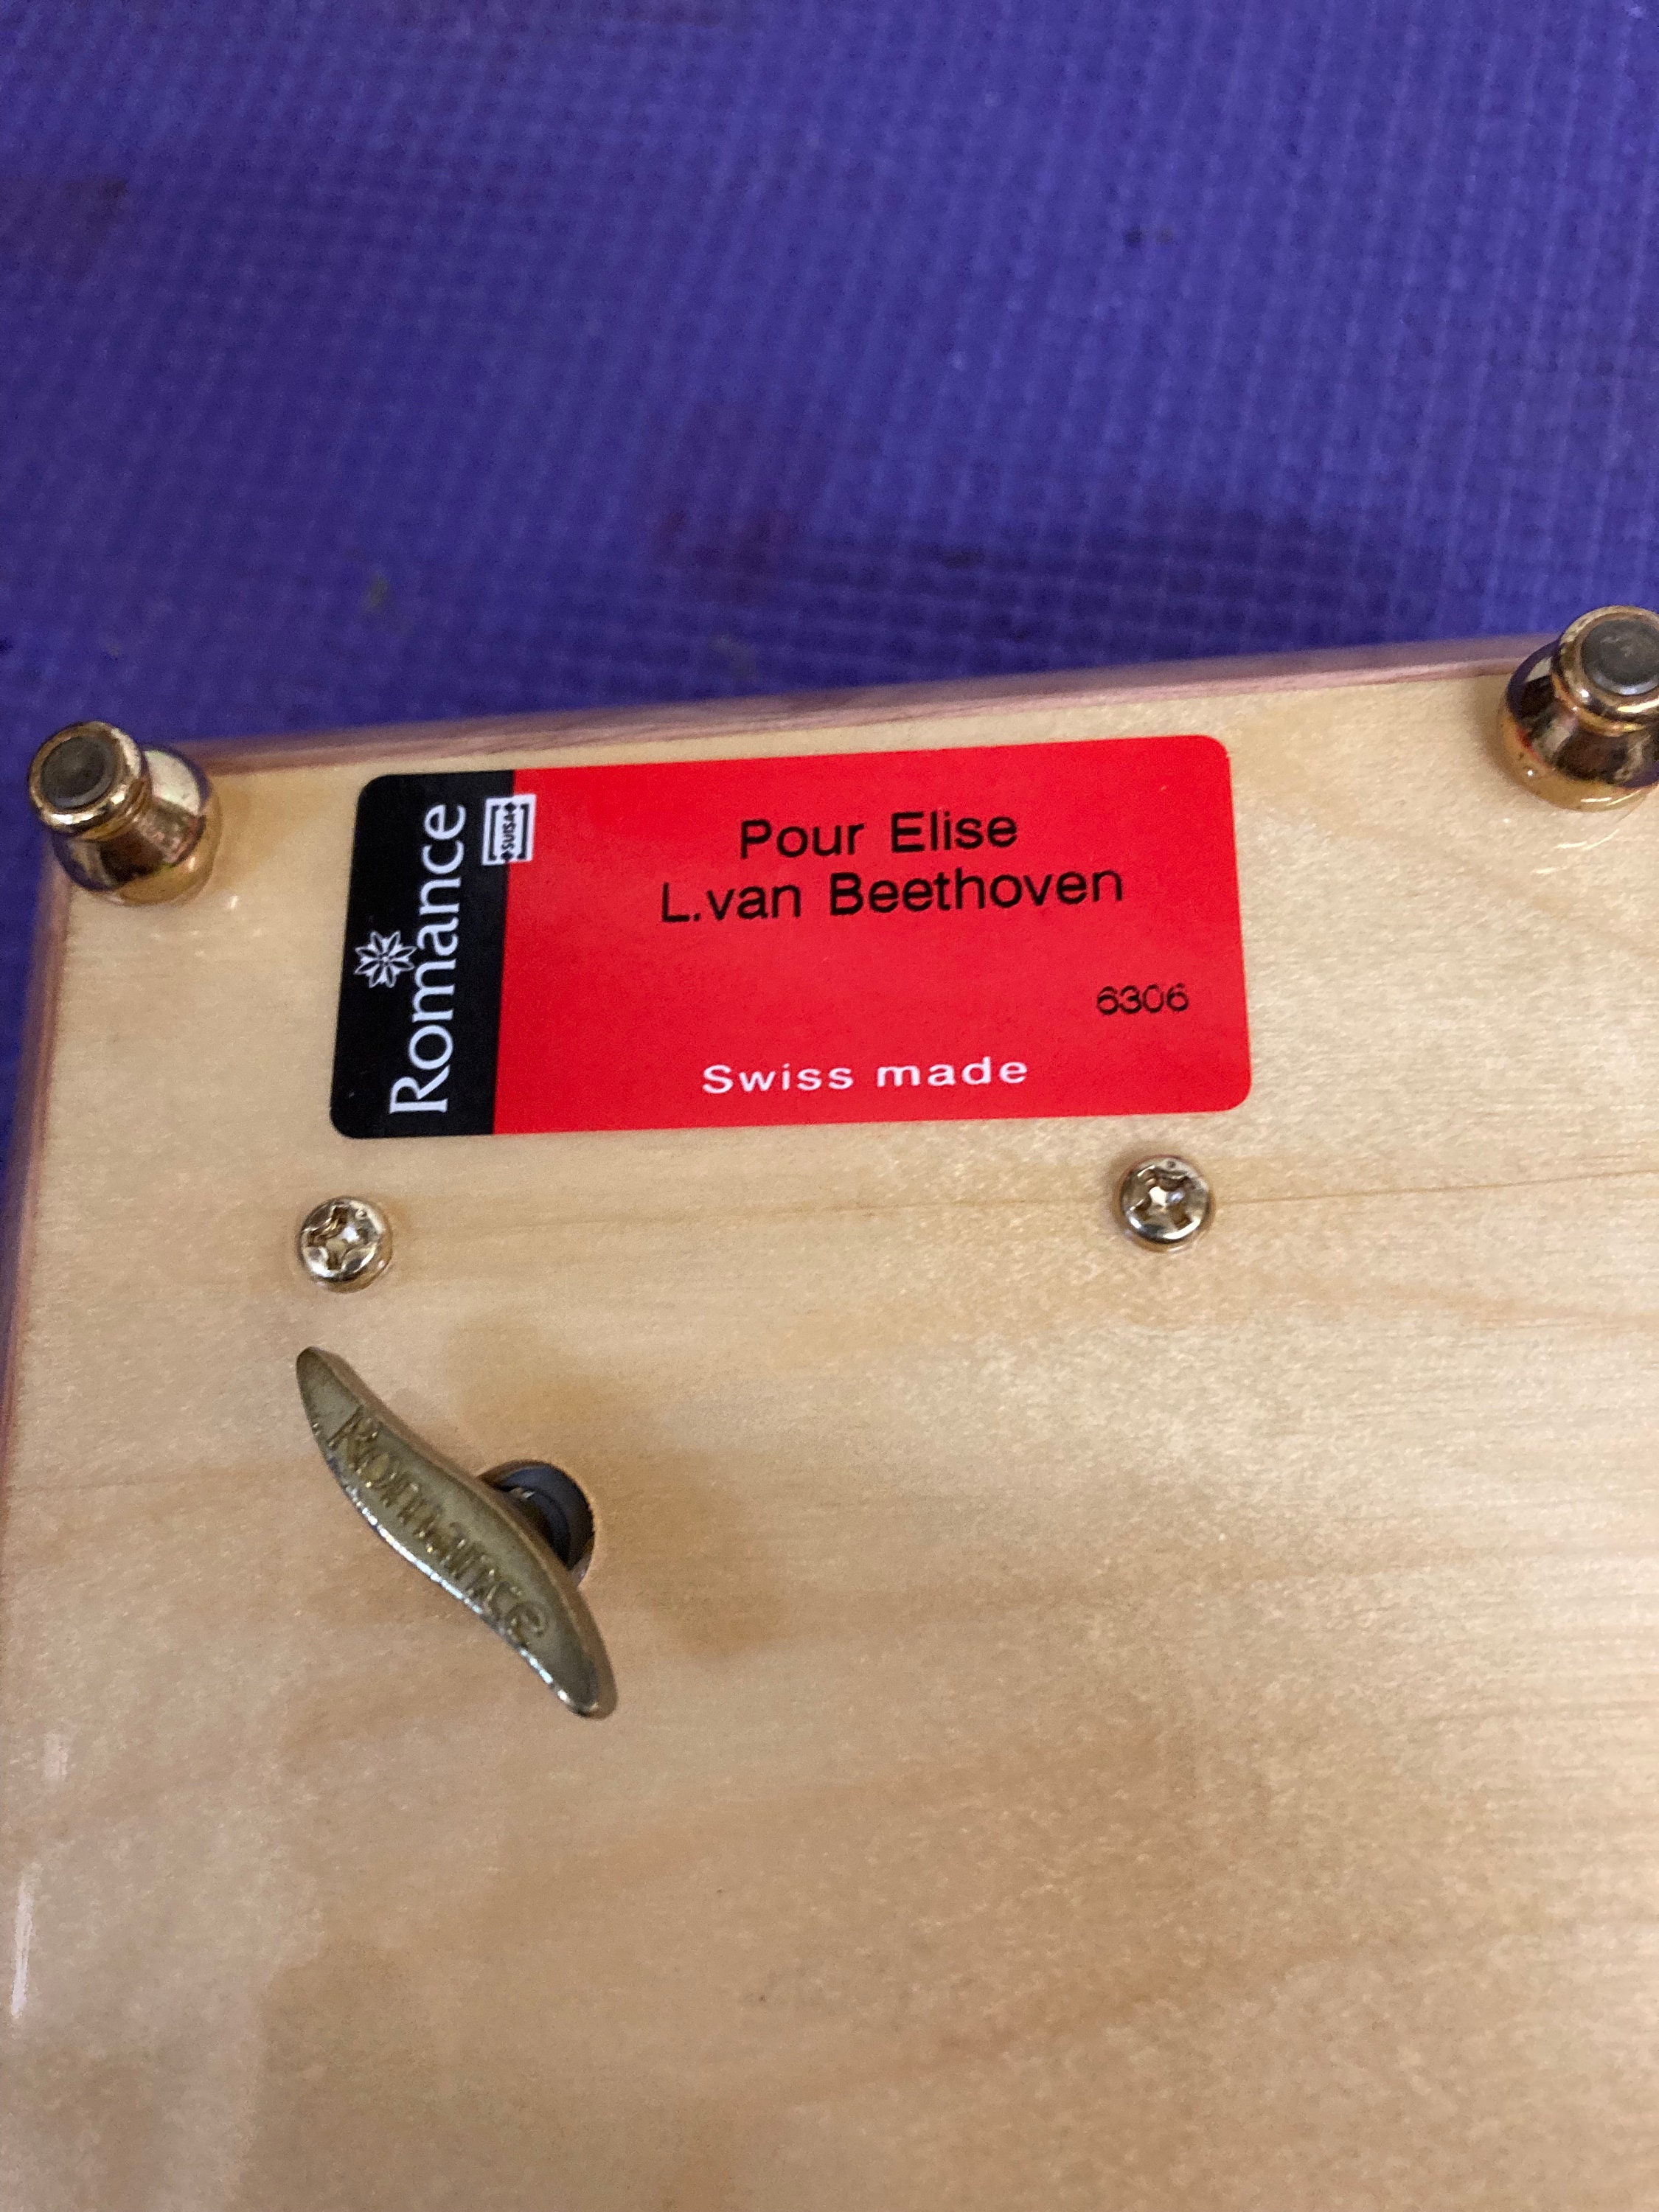 Romance
SUISA
Pour Elise
L.van Beethoven
6306
Swiss made
Romance